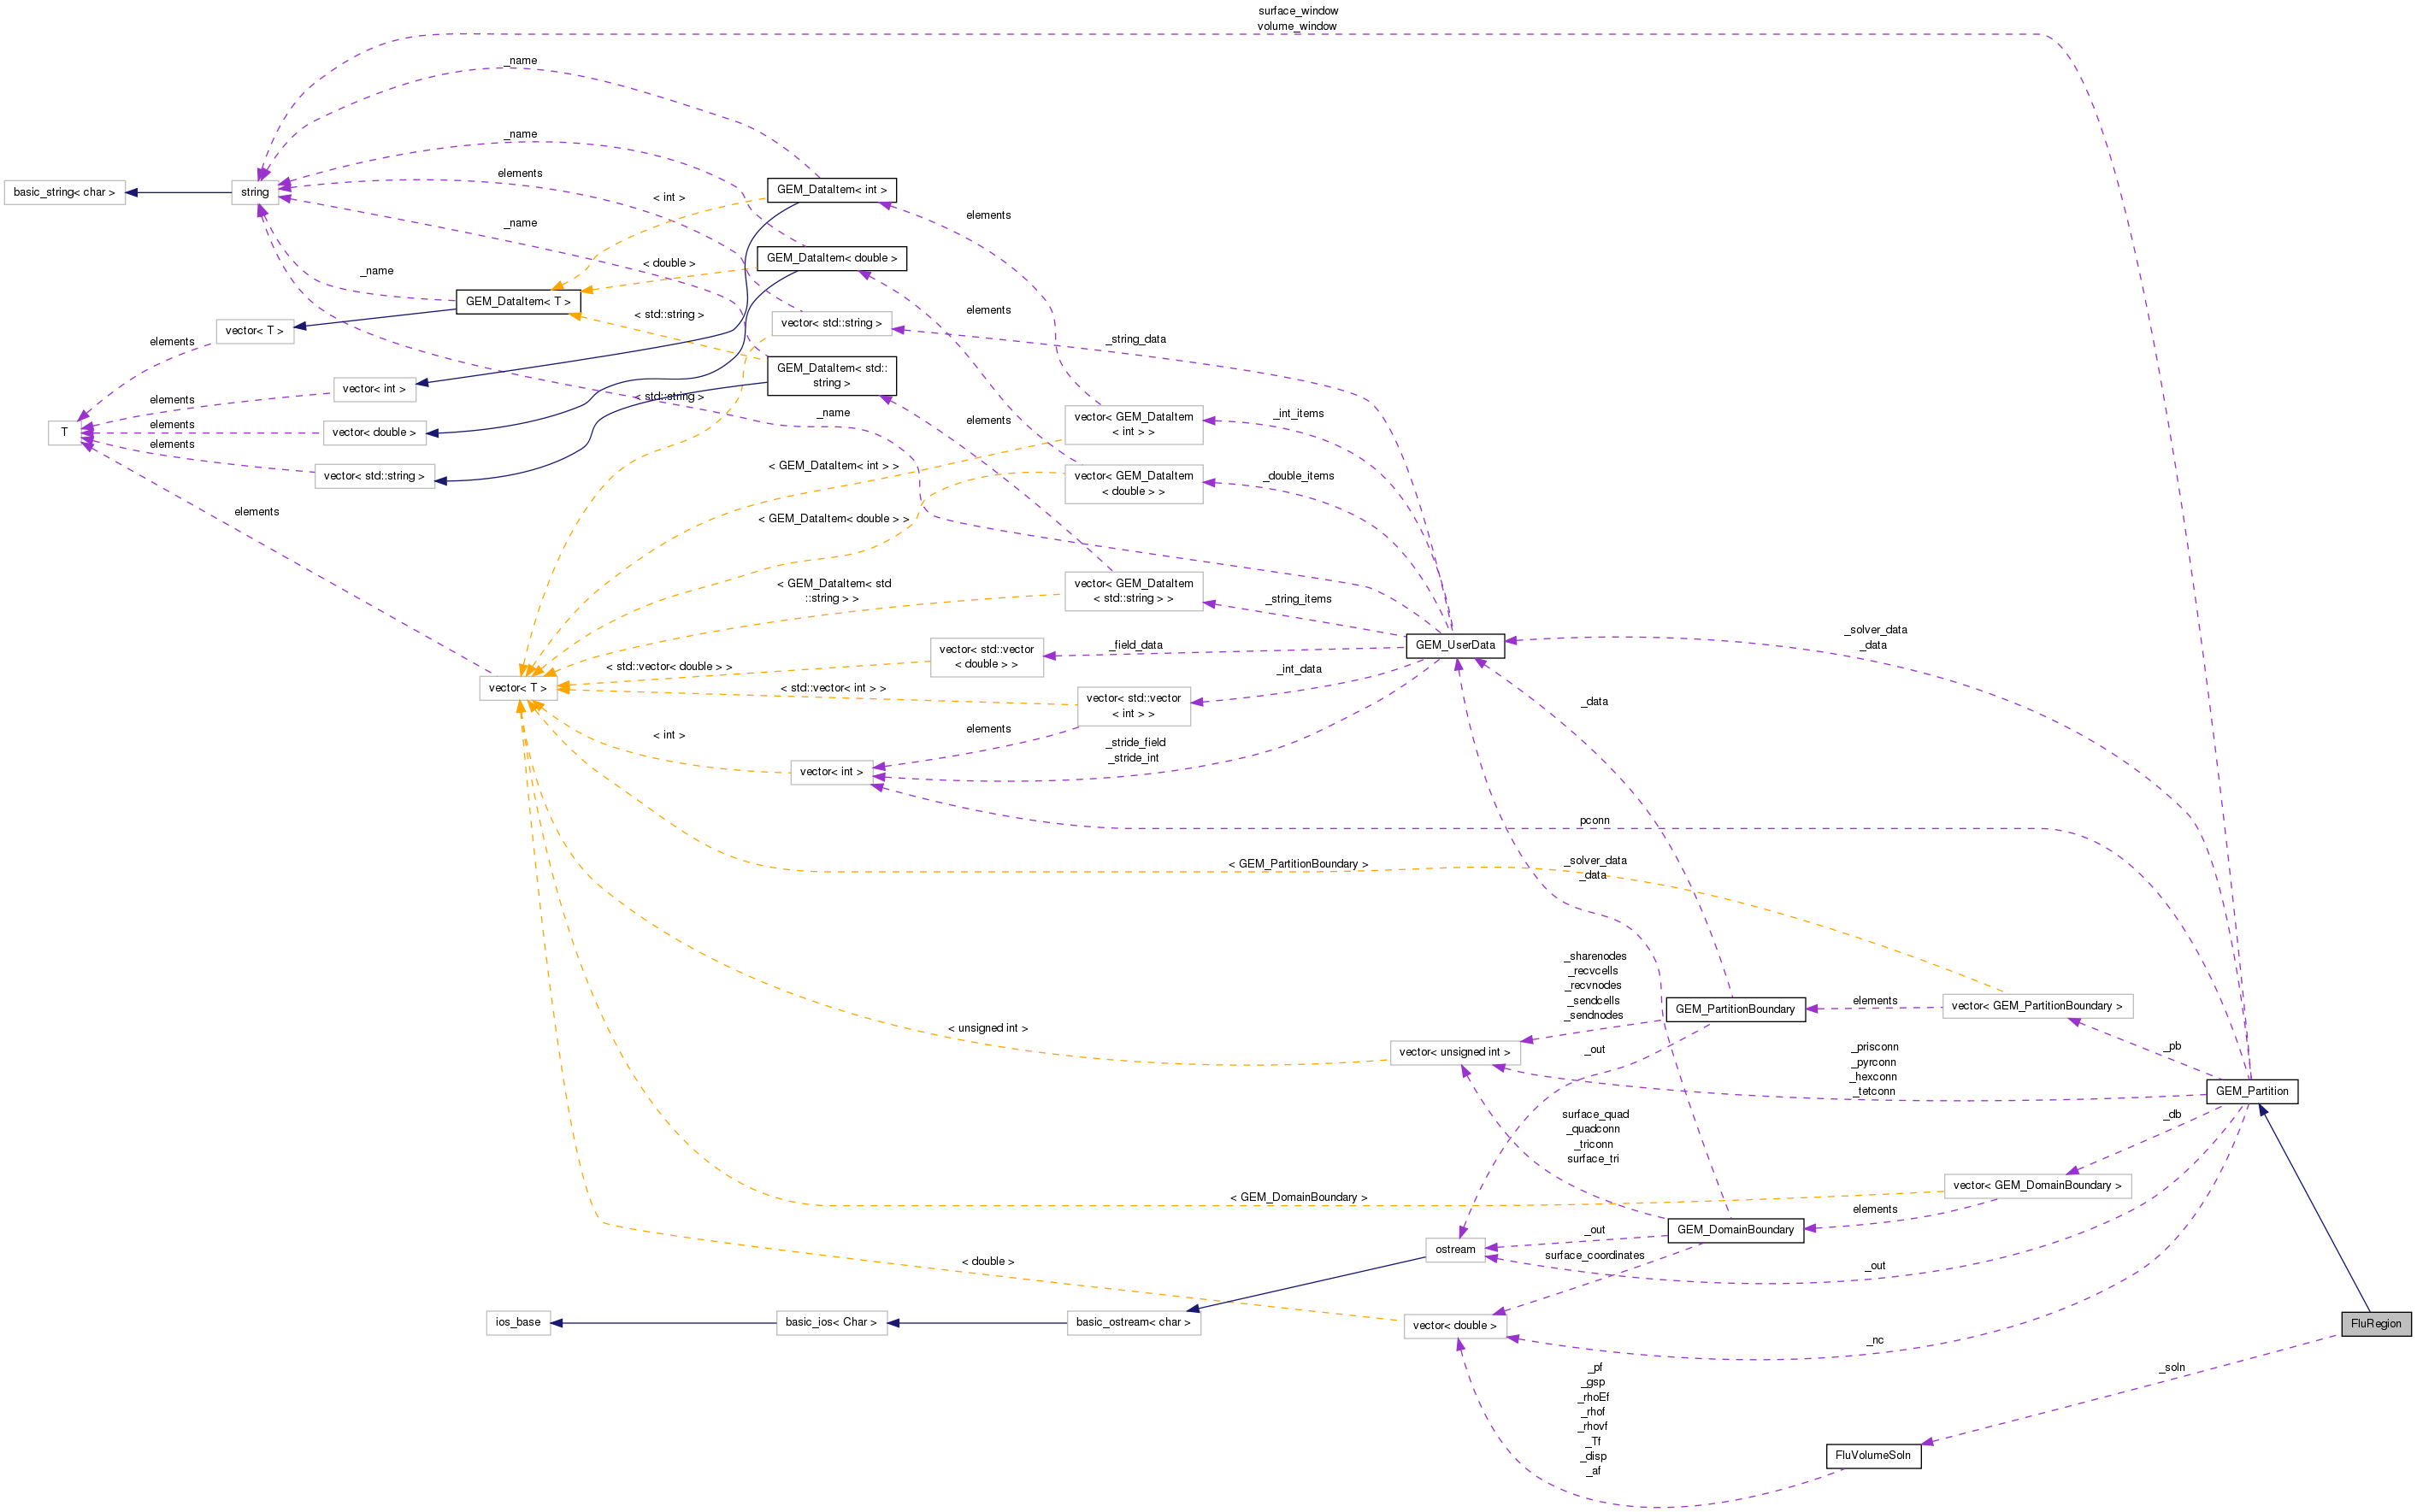 surface_window
volume_window
_name
_name
elements
< int >
GEM_DataItem< int >
basic_string< char >
string
_name
elements
GEM_DataItem< double >
< double >
_name
GEM_DataItem< T >
elements
< std::string >
vector< std::string >
vector< T >
_string_data
elements
GEM_DataItem< std::
string >
vector< int >
elements
< std::string >
_name
vector< GEM_DataItem
< int > >
_int_items
elements
T
elements
vector< double >
elements
vector< std::string >
< GEM_DataItem< int > >
vector< GEM_DataItem
< double > >
_double_items
elements
< GEM_DataItem< double > >
< GEM_DataItem< std
::string > >
vector< GEM_DataItem
< std::string > >
_string_items
GEM_UserData
_solver_data
_data
_field_data
vector< std::vector
< double > >
< std::vector< double > >
_int_data
vector< T >
< std::vector< int > >
vector< std::vector
< int > >
_data
elements
< int >
_stride_field
_stride_int
vector< int >
pconn
< GEM_PartitionBoundary >
_solver_data
_data
_sharenodes
_recvcells
_recvnodes
_sendcells
_sendnodes
GEM_PartitionBoundary
elements
vector< GEM_PartitionBoundary >
< unsigned int >
vector< unsigned int >
_out
_pb
_prisconn
_pyrconn
_hexconn
_tetconn
GEM_Partition
_db
surface_quad
_quadconn
_triconn
surface_tri
vector< GEM_DomainBoundary >
< GEM_DomainBoundary >
elements
GEM_DomainBoundary
_out
ostream
surface_coordinates
_out
< double >
ios_base
basic_ios< Char >
basic_ostream< char >
vector< double >
_nc
FluRegion
_soln
_pf
_gsp
_rhoEf
_rhof
_rhovf
_Tf
_disp
_af
FluVolumeSoln